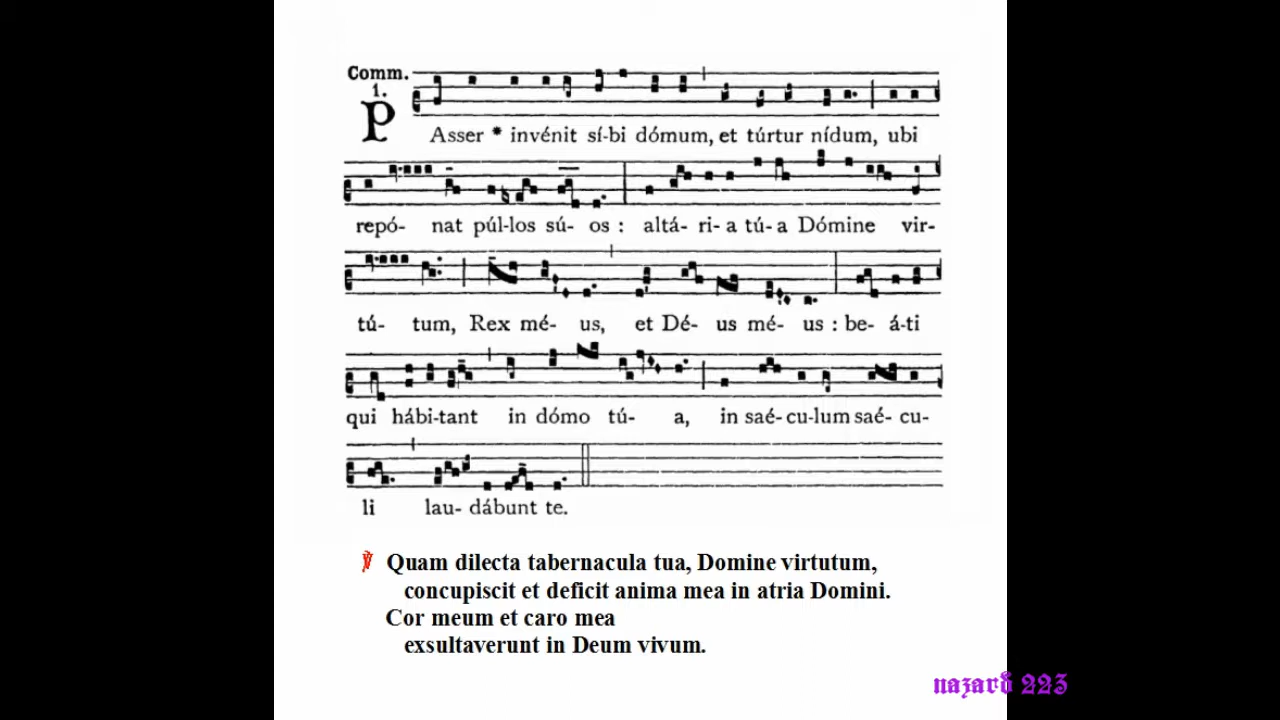 Comm.
1.
PAsser * invénit sí-bi dómum, et túrtur nídum, ubi
repó- nat púl-los sú- os : altá- ri- a tú-a Dómine vir-
tú- tum, Rex mé- us, et Dé- us mé- us : be- á-ti
qui hábi-tant in dómo tú- a, in saé-cu-lum saé- cu-
li lau- dábunt te.
℣ Quam dilecta tabernacula tua, Domine virtutum,
concupiscit et deficit anima mea in atria Domini.
Cor meum et caro mea
exsultaverunt in Deum vivum.
nazard 223